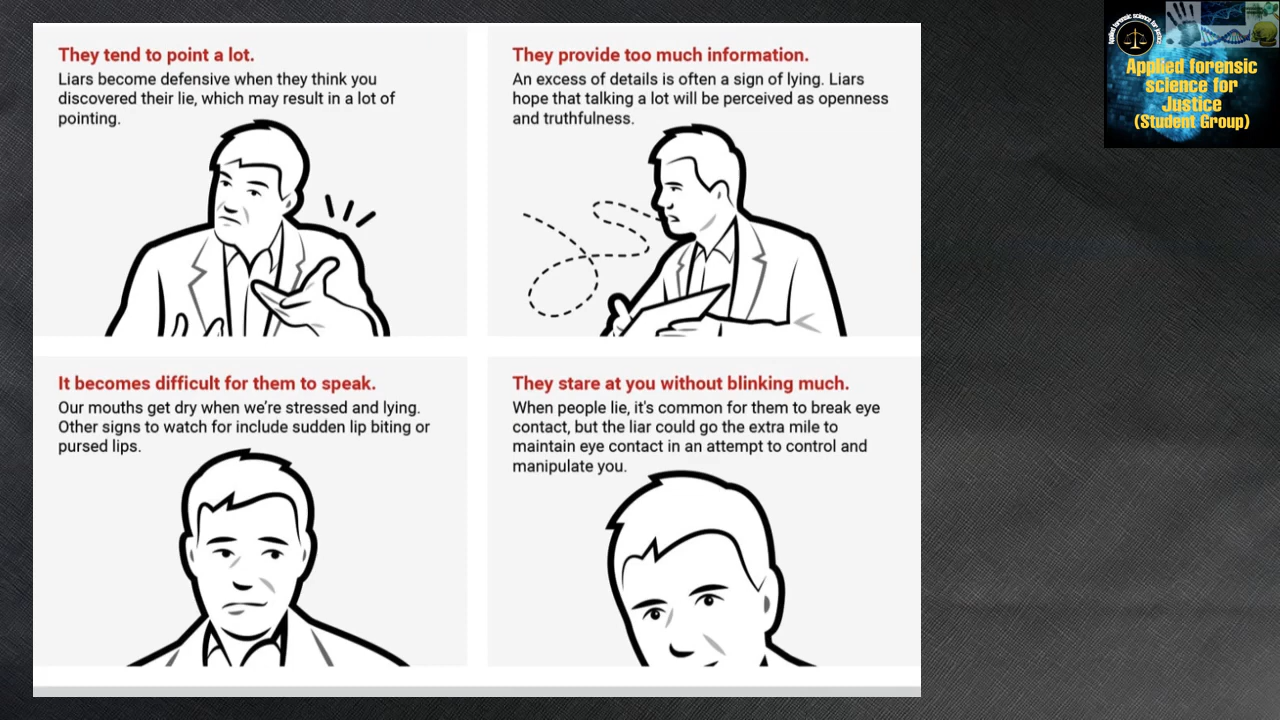 They tend to point a lot.
Liars become defensive when they think you
discovered their lie, which may result in a lot of
pointing.
They provide too much information.
An excess of details is often a sign of lying. Liars
hope that talking a lot will be perceived as openness
and truthfulness.
It becomes difficult for them to speak.
Our mouths get dry when we're stressed and lying.
Other signs to watch for include sudden lip biting or
pursed lips.
They stare at you without blinking much.
When people lie, it's common for them to break eye
contact, but the liar could go the extra mile to
maintain eye contact in an attempt to control and
manipulate you.
Applied forensic science for Justice
Applied forensic
science for
Justice
(Student Group)